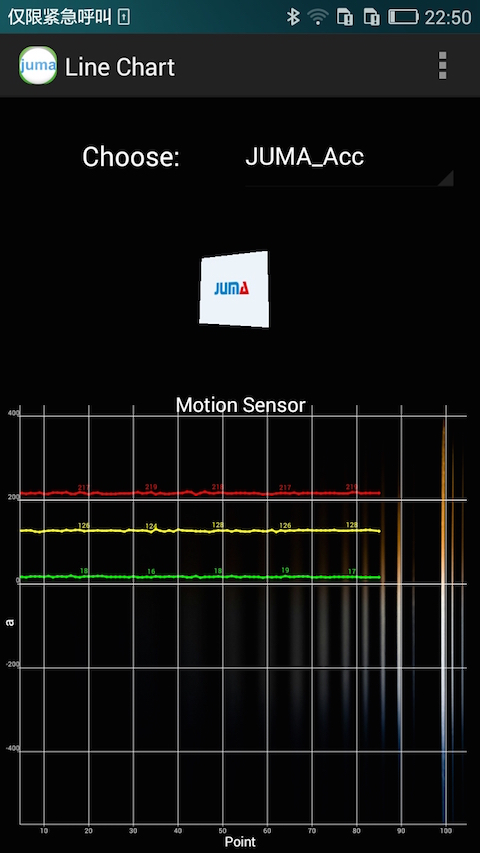 仅限紧急呼叫 22:50
juma Line Chart
Choose: JUMA_Acc
JUMA
Motion Sensor
400
217 219 218 217 219
200
126 124 128 126 128
18 16 18 19 17
0
a
-200
-400
10 20 30 40 50 60 70 80 90 100
Point